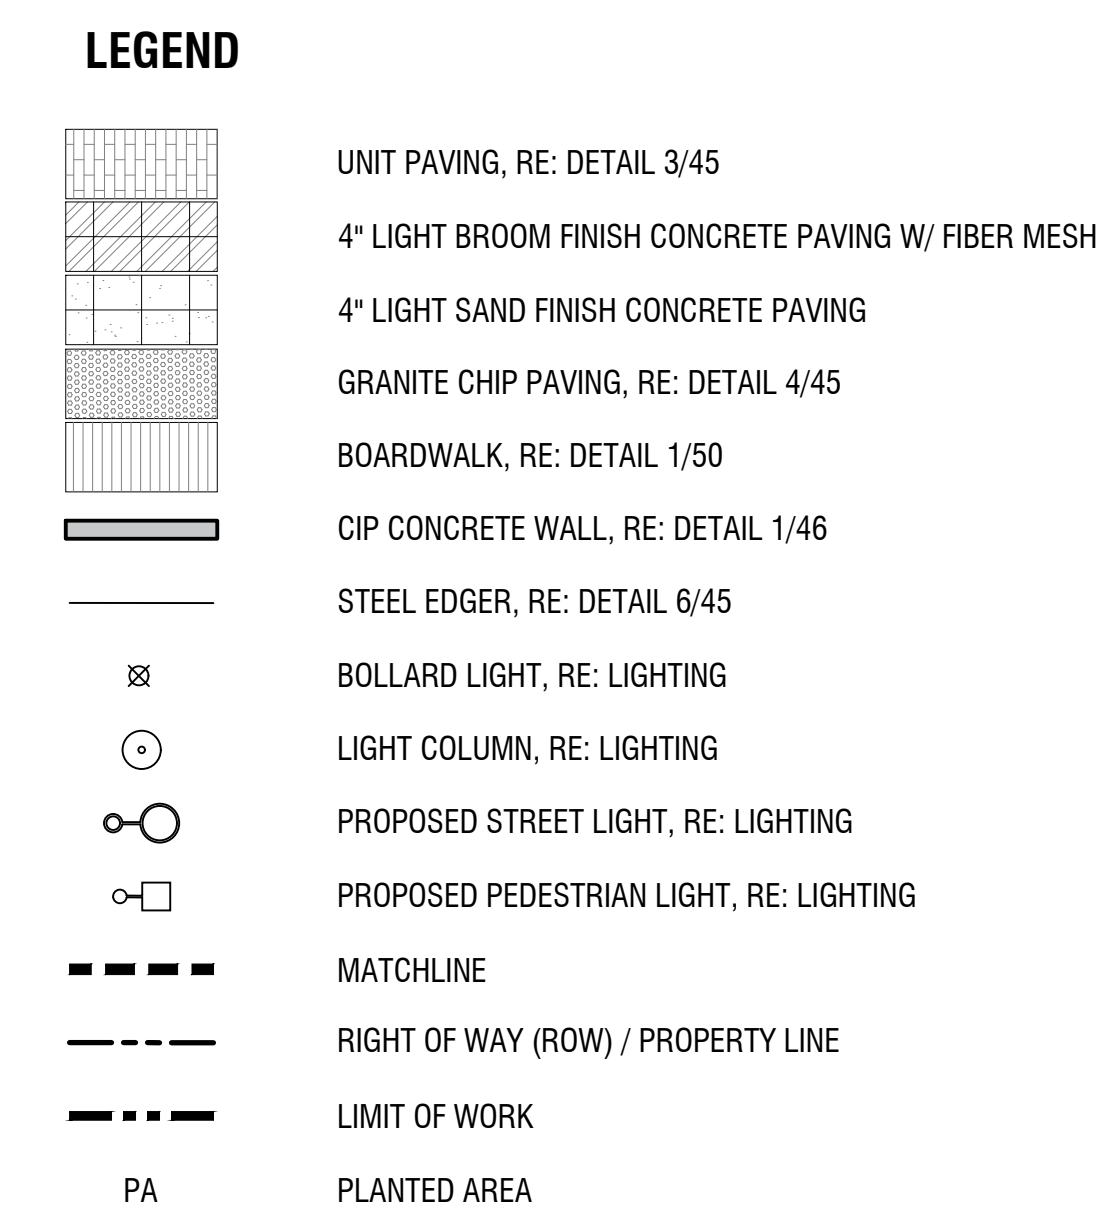 LEGEND
UNIT PAVING, RE: DETAIL 3/45
4" LIGHT BROOM FINISH CONCRETE PAVING W/ FIBER MESH
4" LIGHT SAND FINISH CONCRETE PAVING
GRANITE CHIP PAVING, RE: DETAIL 4/45
BOARDWALK, RE: DETAIL 1/50
CIP CONCRETE WALL, RE: DETAIL 1/46
STEEL EDGER, RE: DETAIL 6/45
BOLLARD LIGHT, RE: LIGHTING
LIGHT COLUMN, RE: LIGHTING
PROPOSED STREET LIGHT, RE: LIGHTING
PROPOSED PEDESTRIAN LIGHT, RE: LIGHTING
MATCHLINE
RIGHT OF WAY (ROW) / PROPERTY LINE
LIMIT OF WORK
PA PLANTED AREA